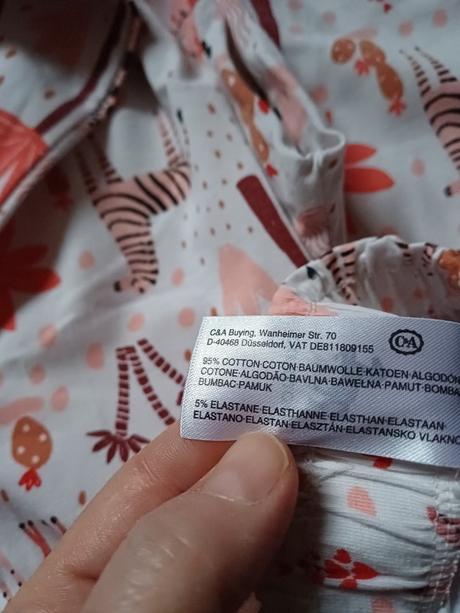 C&A Buying, Wanheimer Str. 70
D-40468 Düsseldorf, VAT DE811809155
C&A
95% COTTON·COTON·BAUMWOLLE·KATOEN·ALGODÓN
COTONE·ALGODÃO·BAVLNA·BAWEŁNA·PAMUT·BOMBA
BUMBAC·PAMUK
5% ELASTANE·ELASTHANNE·ELASTHAN·ELASTAAN
ELASTANO·ELASTAN·ELASZTÁN·ELASTANSKO VLAKNO